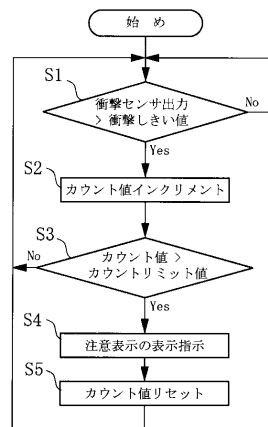 始 め
S1
衝撃センサ出力
> 衝撃しきい値
No
Yes
S2
カウント値インクリメント
S3
カウント値 >
カウントリミット値
No
Yes
S4
注意表示の表示指示
S5
カウント値リセット